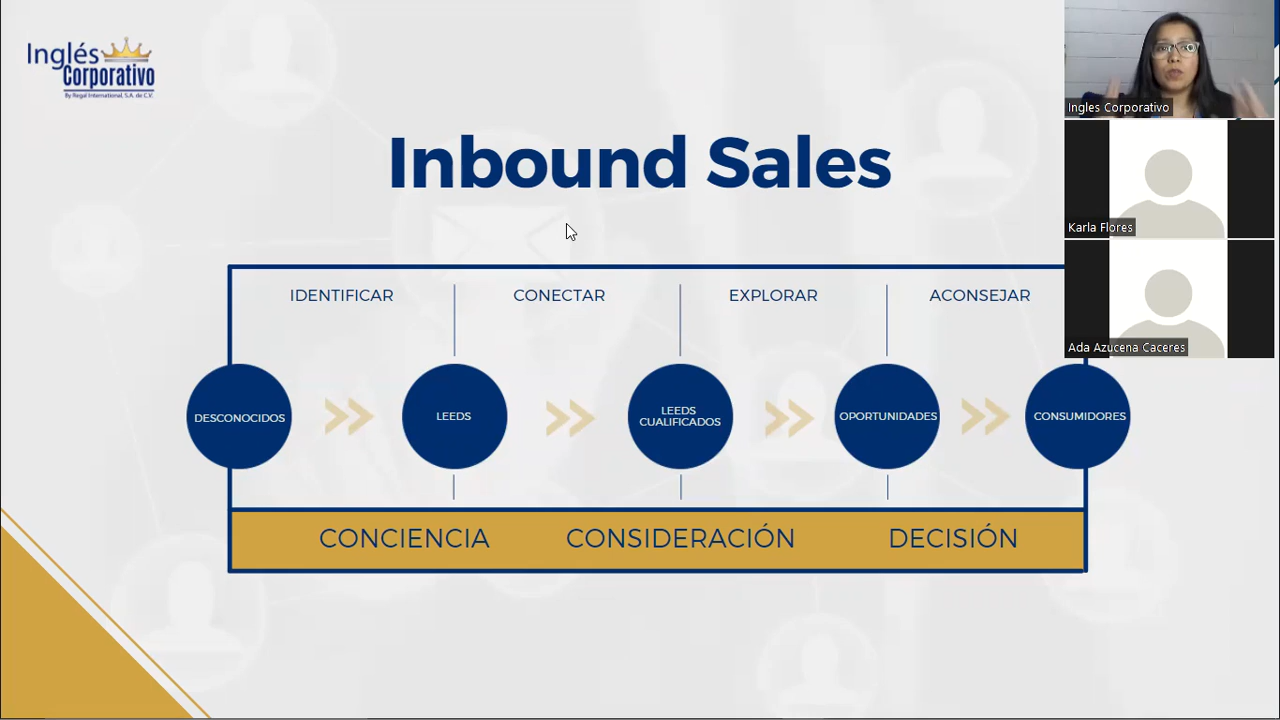 Inglés
Corporativo
By Regal International, S.A. de C.V.
Inbound Sales
IDENTIFICAR
CONECTAR
EXPLORAR
ACONSEJAR
DESCONOCIDOS
LEEDS
LEEDS
CUALIFICADOS
OPORTUNIDADES
CONSUMIDORES
CONCIENCIA
CONSIDERACIÓN
DECISIÓN
Ingles Corporativo
Karla Flores
Ada Azucena Caceres